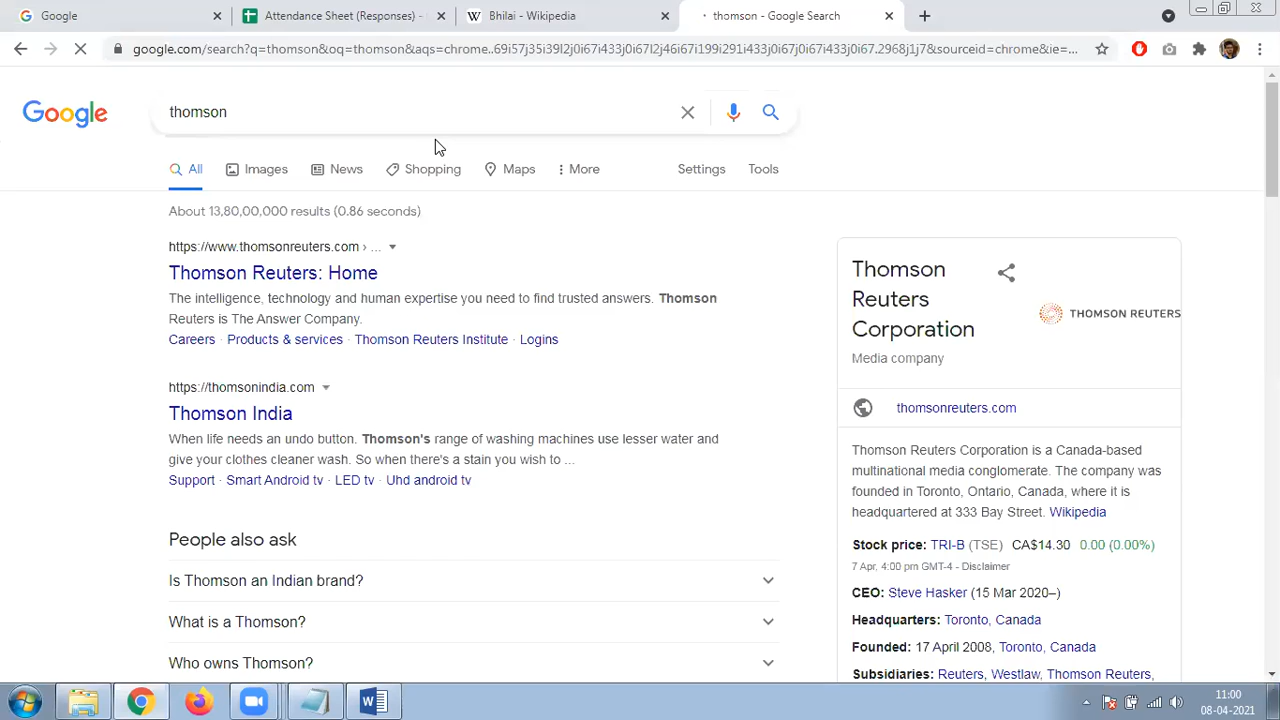 Google
Attendance Sheet (Responses) -
Bhilai - Wikipedia
thomson - Google Search
google.com/search?q=thomson&oq=thomson&aqs=chrome..69i57j35i39l2j0i67i433j0i67l2j46i67i199i291i433j0i67j0i67i433j0i67.2968j1j7&sourceid=chrome&ie=...
Google
thomson
All
Images
News
Shopping
Maps
More
Settings
Tools
About 13,80,00,000 results (0.86 seconds)
https://www.thomsonreuters.com › ...
Thomson Reuters: Home
The intelligence, technology and human expertise you need to find trusted answers. Thomson
Reuters is The Answer Company.
Careers · Products & services · Thomson Reuters Institute · Logins
https://thomsonindia.com
Thomson India
When life needs an undo button. Thomson's range of washing machines use lesser water and
give your clothes cleaner wash. So when there's a stain you wish to ...
Support · Smart Android tv · LED tv · Uhd android tv
People also ask
Is Thomson an Indian brand?
What is a Thomson?
Who owns Thomson?
Thomson
Reuters
Corporation
Media company
THOMSON REUTERS
thomsonreuters.com
Thomson Reuters Corporation is a Canada-based
multinational media conglomerate. The company was
founded in Toronto, Ontario, Canada, where it is
headquartered at 333 Bay Street. Wikipedia
Stock price: TRI-B (TSE) CA$14.30 0.00 (0.00%)
7 Apr, 4:00 pm GMT-4 - Disclaimer
CEO: Steve Hasker (15 Mar 2020–)
Headquarters: Toronto, Canada
Founded: 17 April 2008, Toronto, Canada
Subsidiaries: Reuters, Westlaw, Thomson Reuters,
11:00
08-04-2021